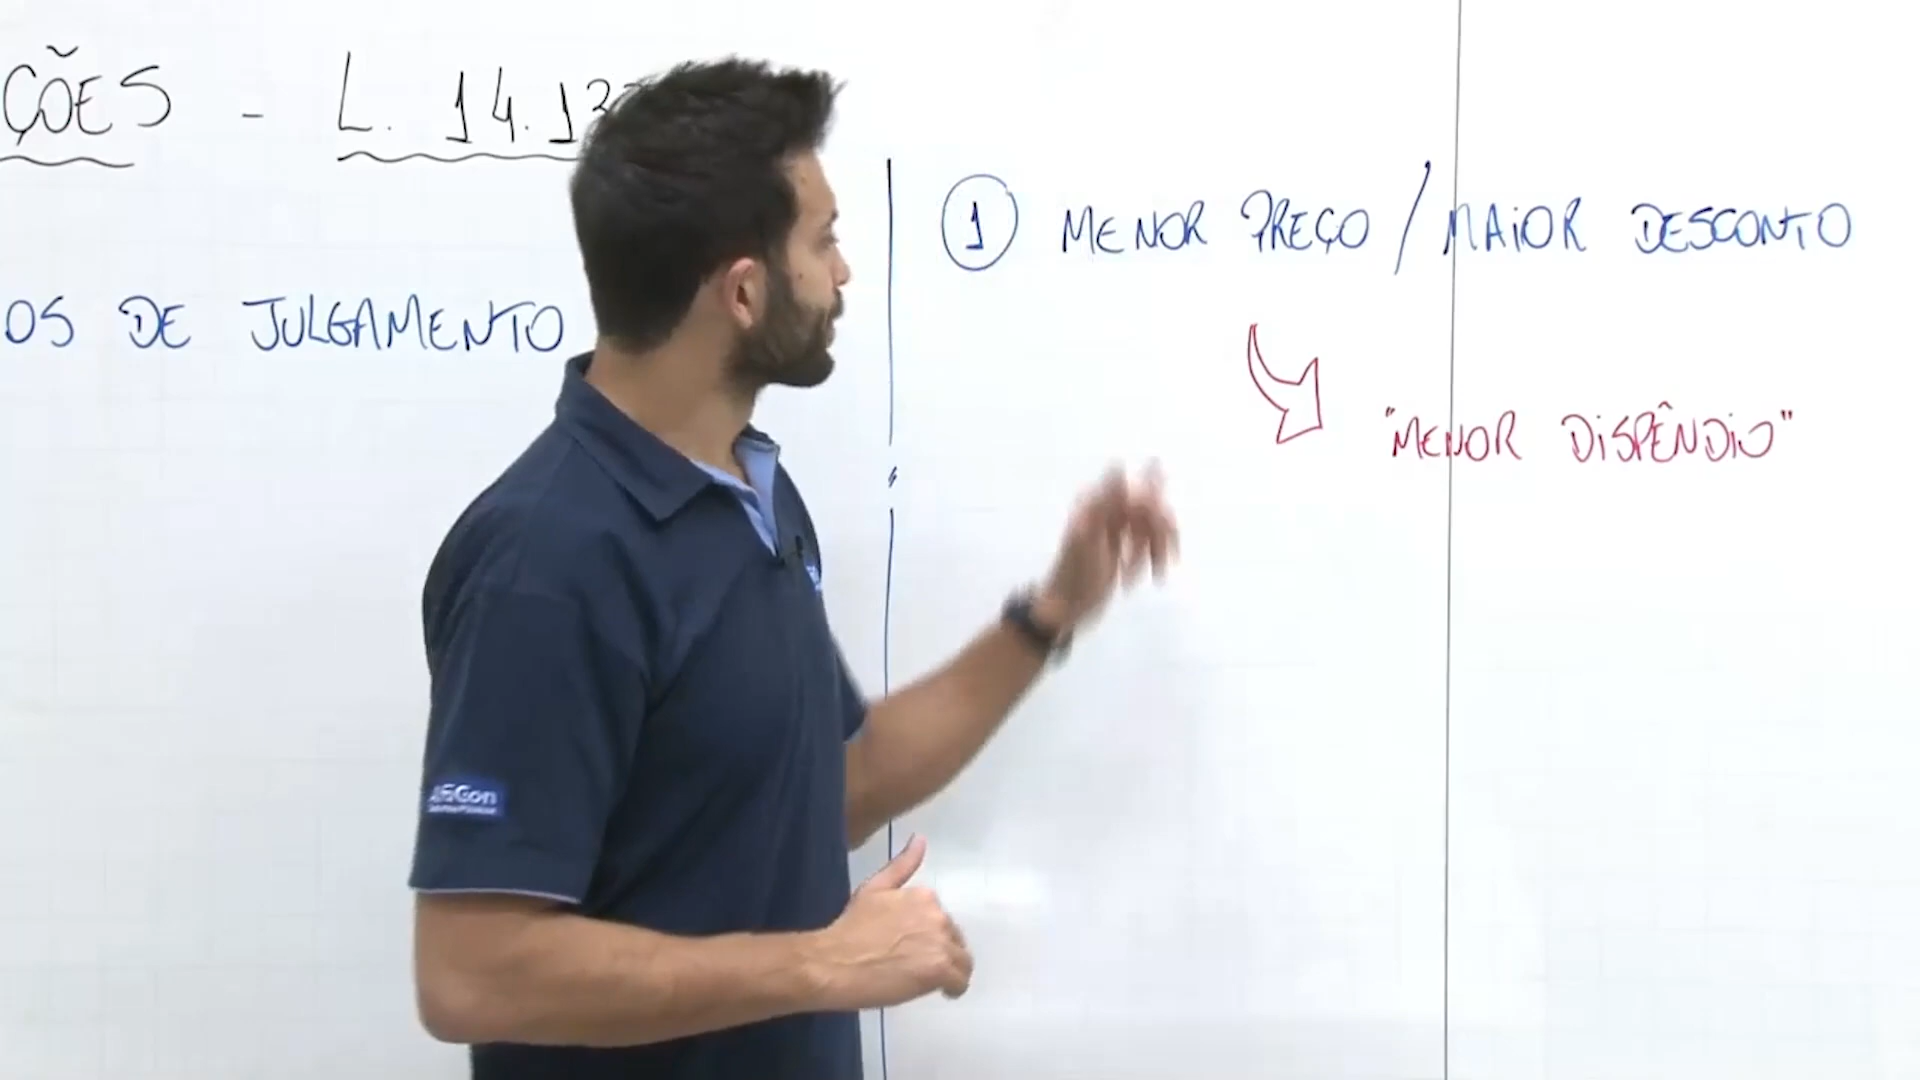 ÇÕES - L. 14.13
OS DE JULGAMENTO
1 MENOR PREÇO / MAIOR DESCONTO
"MENOR DISPÊNDIO"